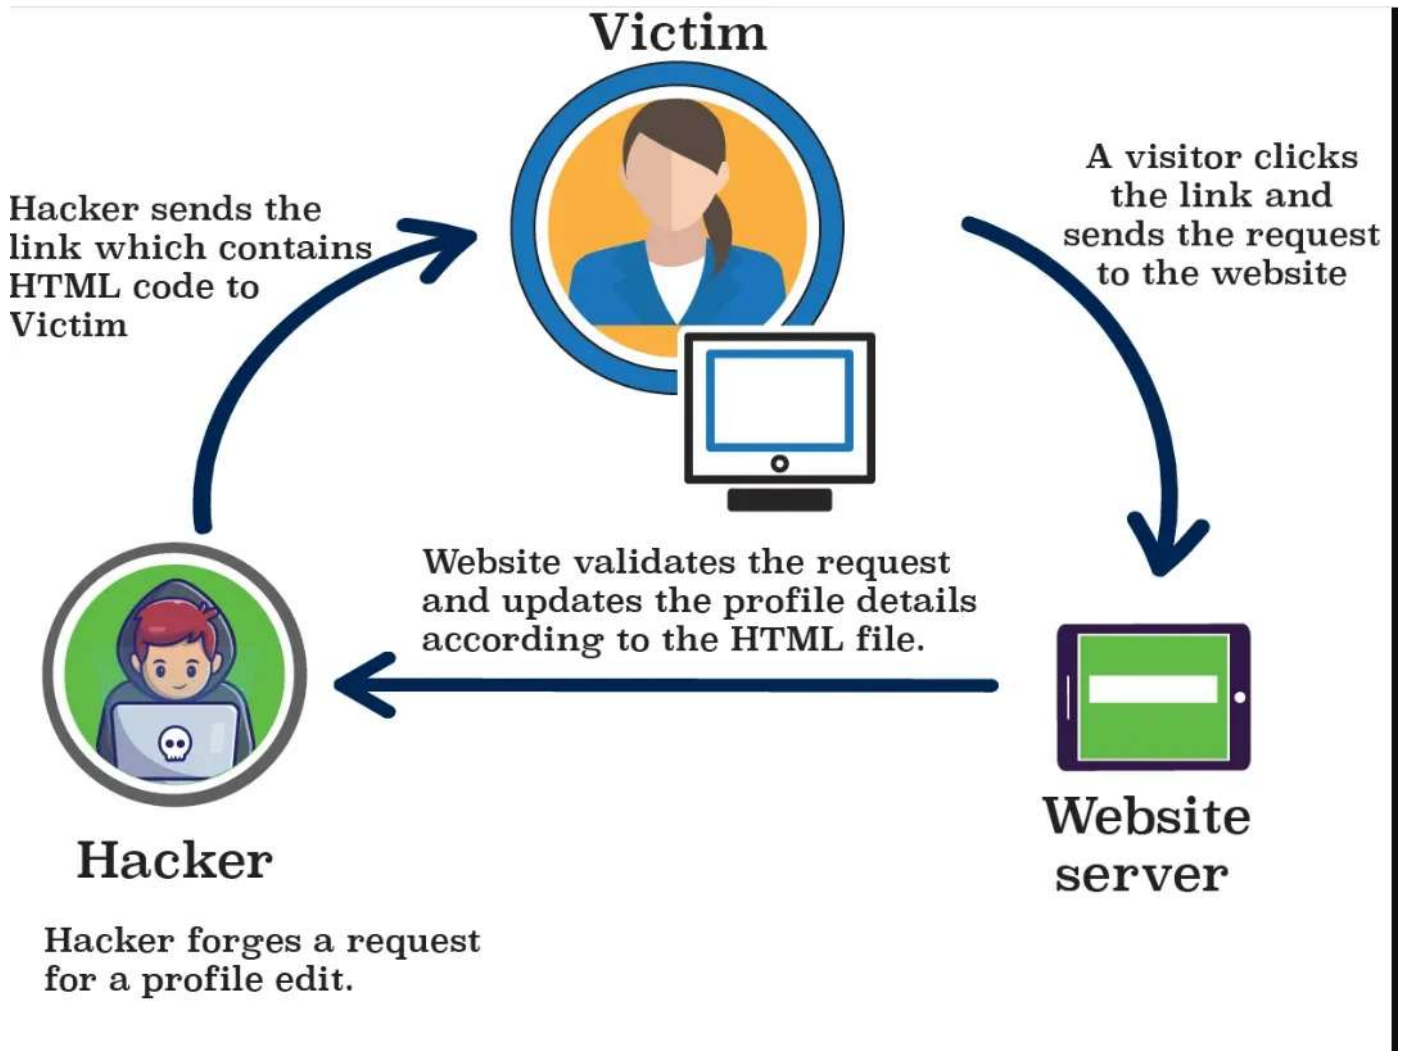 Victim
Hacker sends the
link which contains
HTML code to
Victim
A visitor clicks
the link and
sends the request
to the website
Website validates the request
and updates the profile details
according to the HTML file.
Hacker
Website
server
Hacker forges a request
for a profile edit.